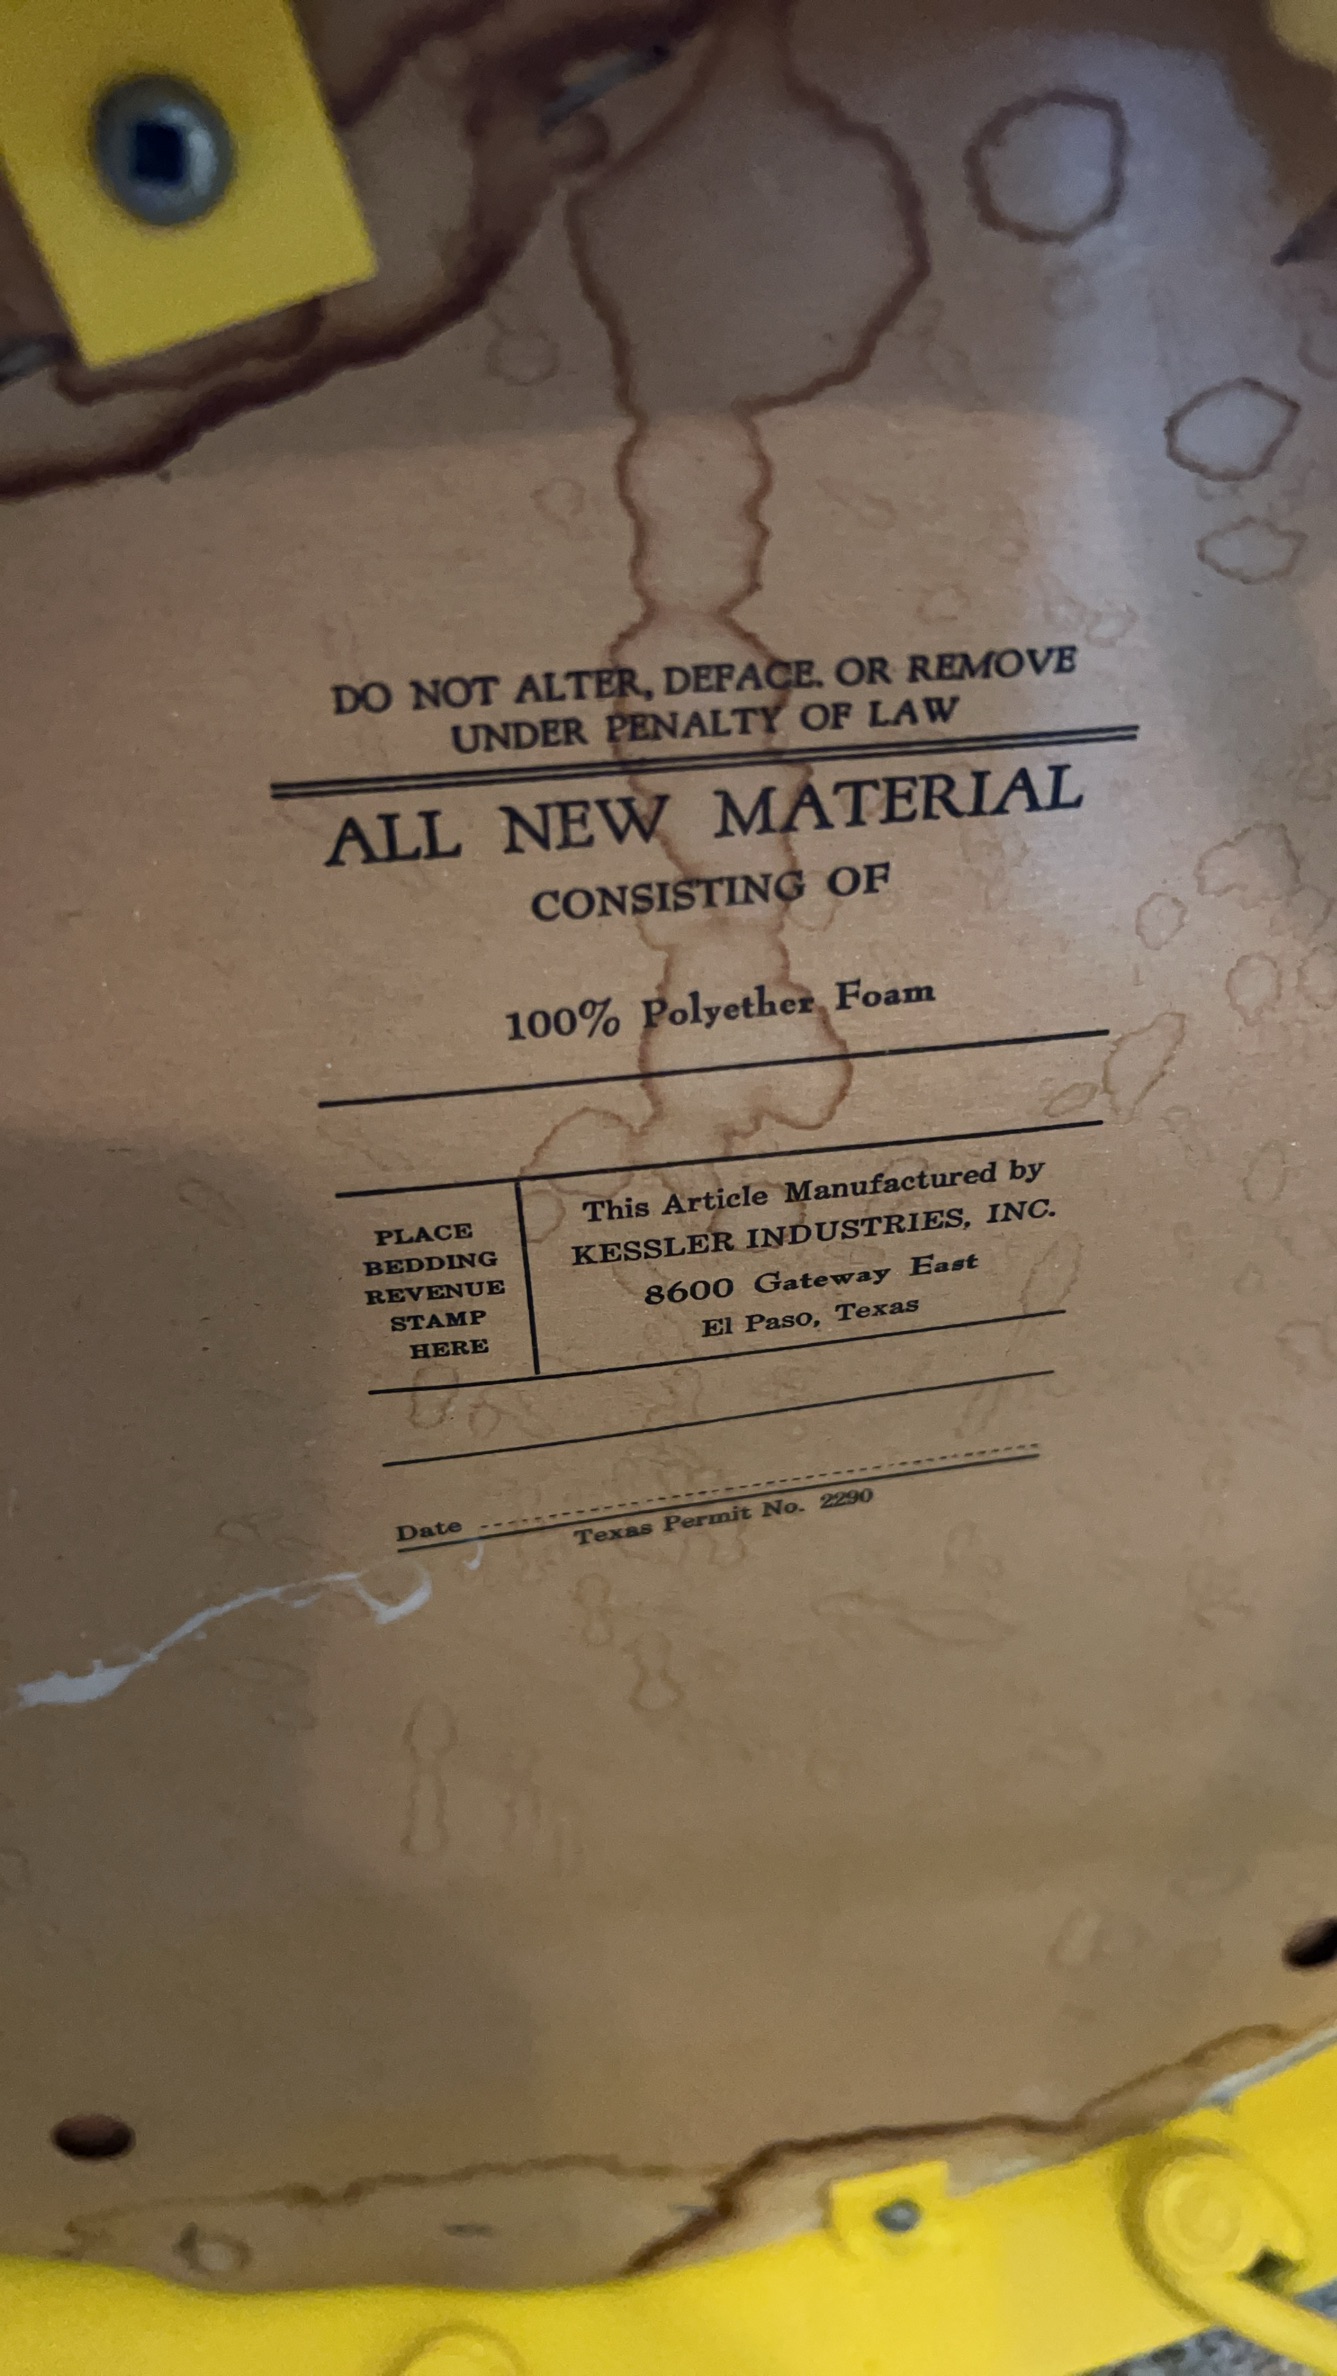 DO NOT ALTER, DEFACE, OR REMOVE
UNDER PENALTY OF LAW
ALL NEW MATERIAL
CONSISTING OF
100% Polyether Foam
PLACE
BEDDING
REVENUE
STAMP
HERE
This Article Manufactured by
KESSLER INDUSTRIES, INC.
8600 Gateway East
El Paso, Texas
Date
Texas Permit No. 2290